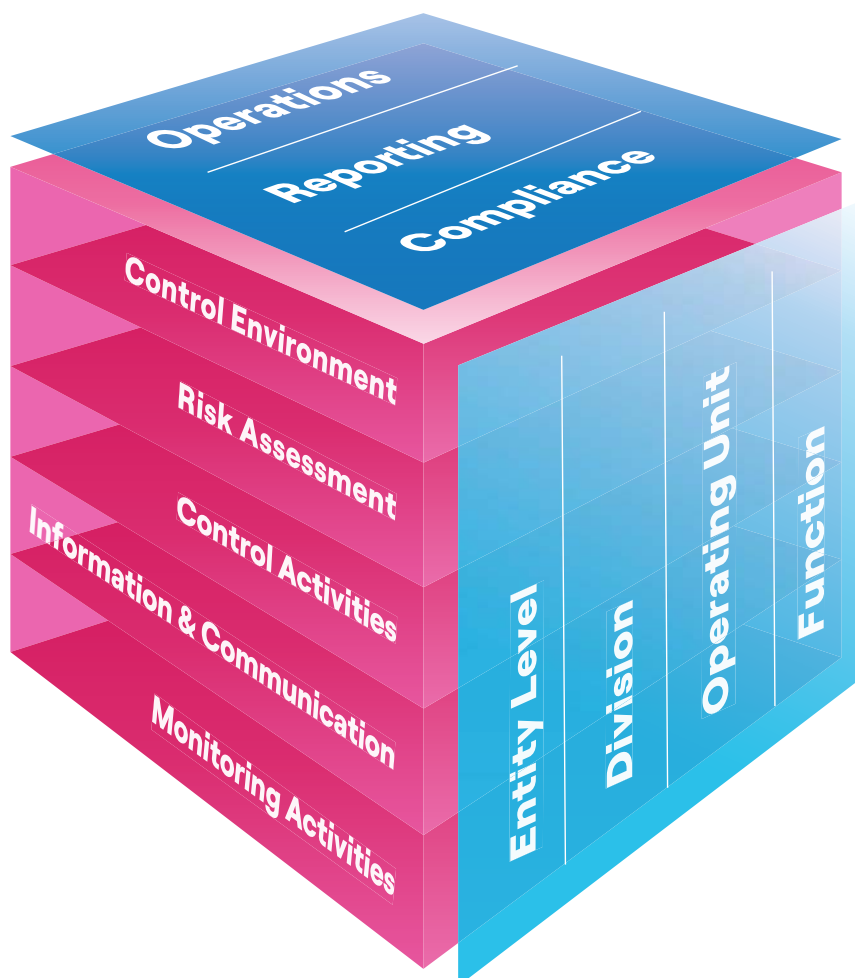 Operations
Reporting
Compliance
Control Environment
Risk Assessment
Control Activities
Information & Communication
Monitoring Activities
Entity Level
Division
Operating Unit
Function